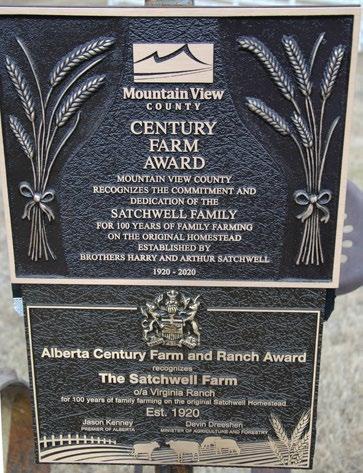 Mountain View
COUNTY
CENTURY
FARM
AWARD
MOUNTAIN VIEW COUNTY
RECOGNIZES THE COMMITMENT AND
DEDICATION OF THE
SATCHWELL FAMILY
FOR 100 YEARS OF FAMILY FARMING
ON THE ORIGINAL HOMESTEAD
ESTABLISHED BY
BROTHERS HARRY AND ARTHUR SATCHWELL
1920 - 2020
Alberta Century Farm and Ranch Award
recognizes
The Satchwell Farm
o/a Virginia Ranch
for 100 years of family farming on the original Satchwell Homestead
Est. 1920
Jason Kenney
PREMIER OF ALBERTA
Devin Dreeshen
MINISTER OF AGRICULTURE AND FORESTRY